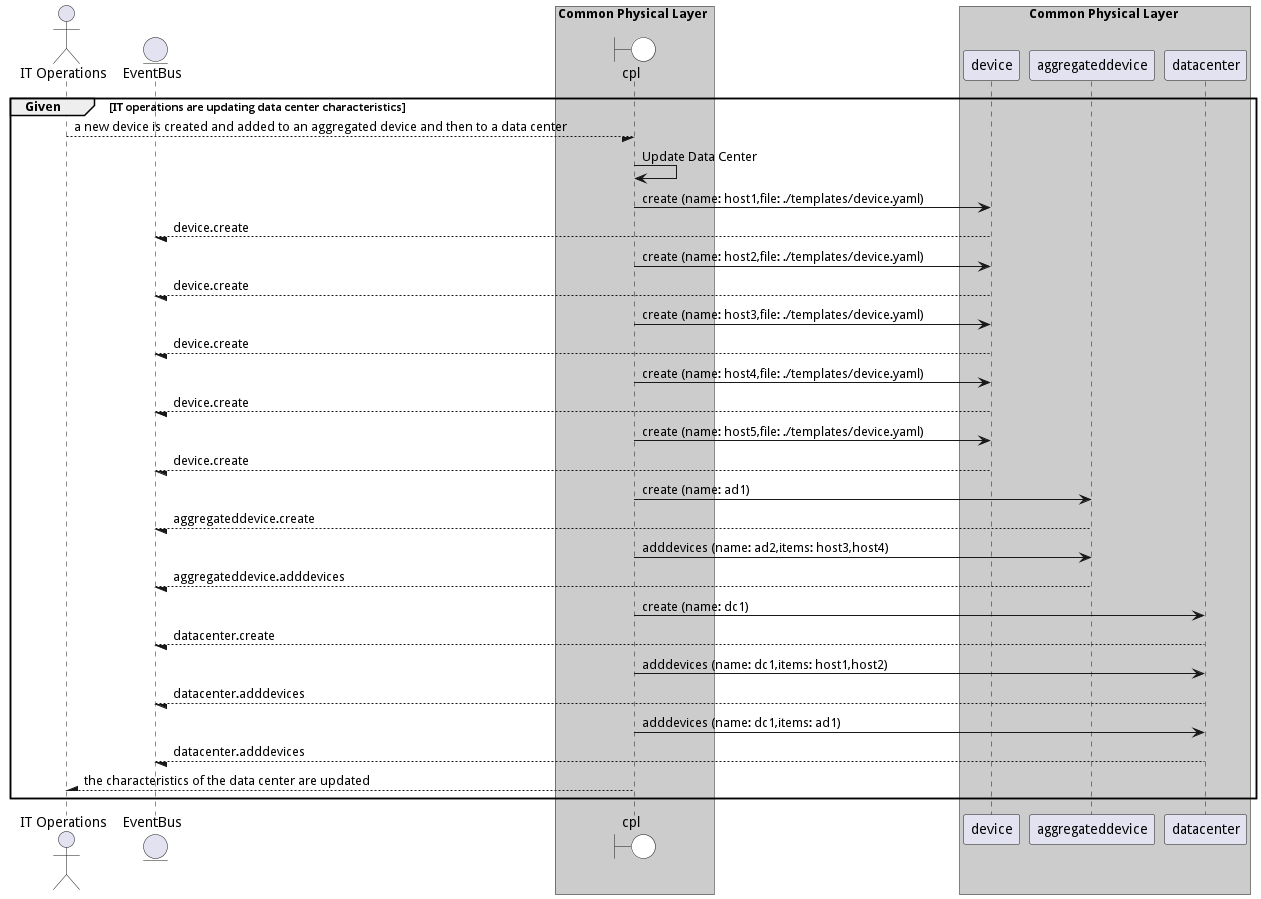 Common Physical Layer
Common Physical Layer
IT Operations
EventBus
cpl
device
aggregateddevice
datacenter
Given
[IT operations are updating data center characteristics]
a new device is created and added to an aggregated device and then to a data center
Update Data Center
create (name: host1,file: ./templates/device.yaml)
device.create
create (name: host2,file: ./templates/device.yaml)
device.create
create (name: host3,file: ./templates/device.yaml)
device.create
create (name: host4,file: ./templates/device.yaml)
device.create
create (name: host5,file: ./templates/device.yaml)
device.create
create (name: ad1)
aggregateddevice.create
adddevices (name: ad2,items: host3,host4)
aggregateddevice.adddevices
create (name: dc1)
datacenter.create
adddevices (name: dc1,items: host1,host2)
datacenter.adddevices
adddevices (name: dc1,items: ad1)
datacenter.adddevices
the characteristics of the data center are updated
IT Operations
EventBus
cpl
device
aggregateddevice
datacenter